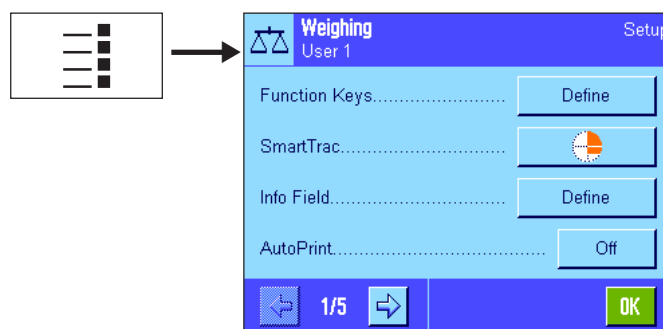 Weighing
Setup
User 1
Function Keys........................ Define
SmartTrac.............................
Info Field............................... Define
AutoPrint..................................... Off
1/5
OK